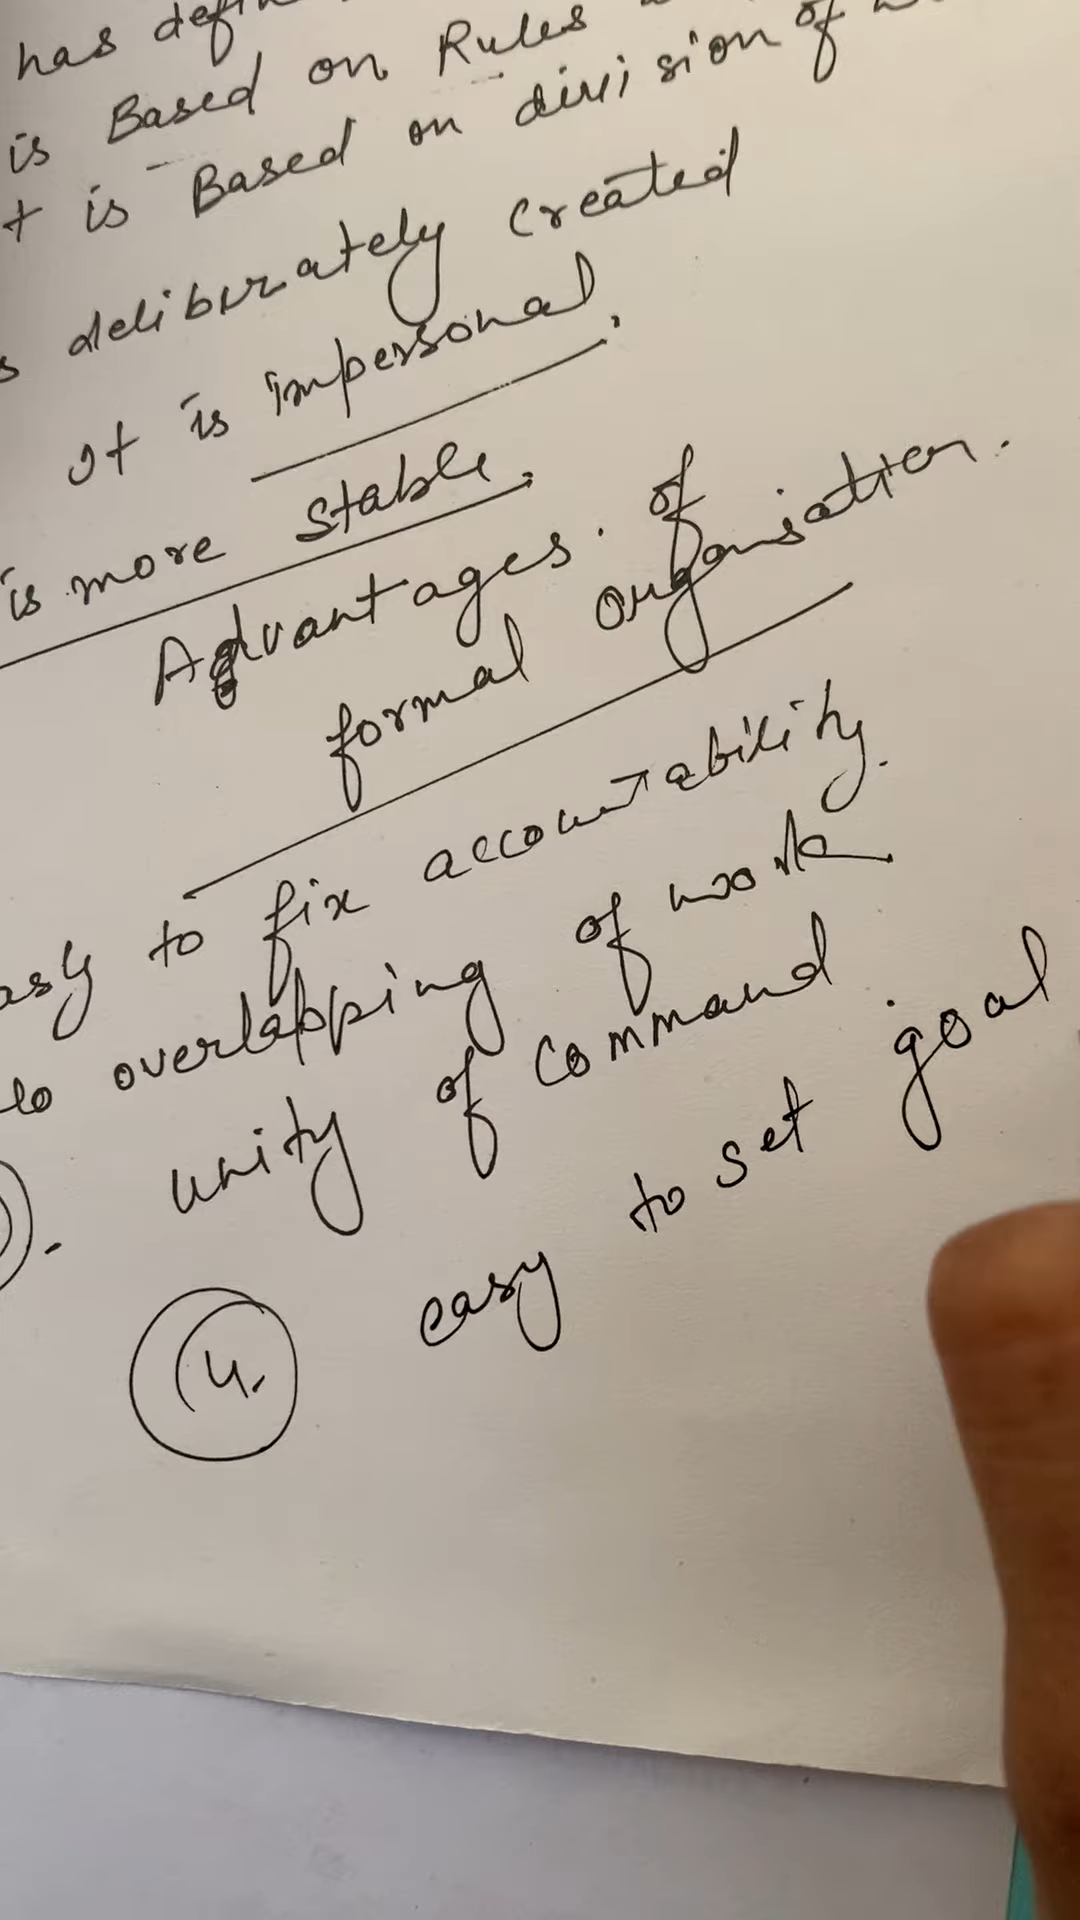 has
is Based on Rules
is Based on division of
deliberately created
It is impersonal.
is more stable.
Advantages. of
formal organisation.
to fix accountability.
overlapping of work
unity of command
4. easy to set goal